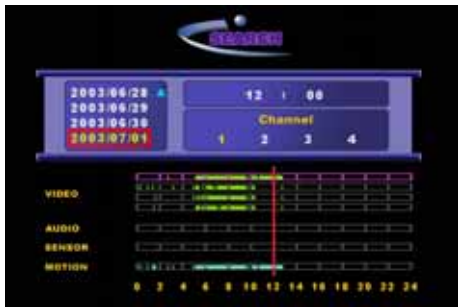 SEARCH
2003/06/28
2003/06/29
2003/06/30
2003/07/01
12 : 00
Channel
1 2 3 4
VIDEO
AUDIO
SENSOR
MOTION
0 2 4 6 8 10 12 14 16 18 20 22 24